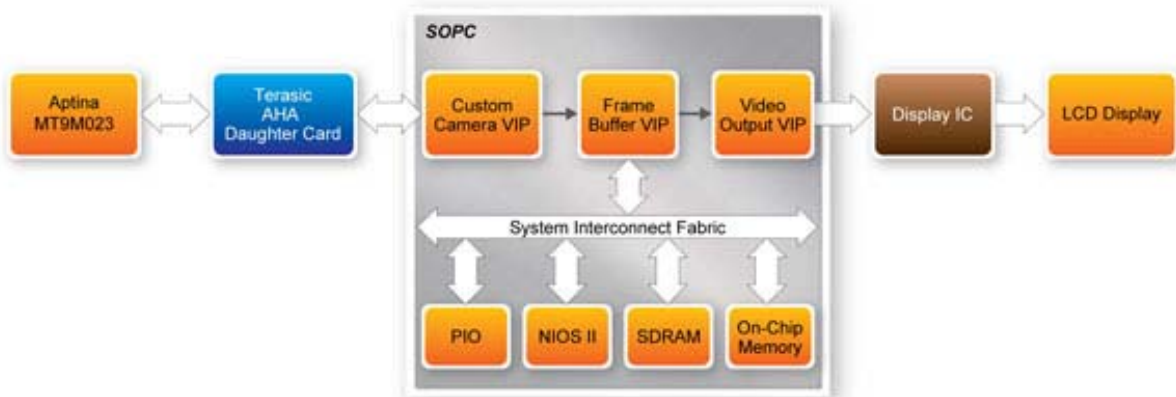 SOPC
Aptina
MT9M023
Terasic
AHA
Daughter Card
Custom
Camera VIP
Frame
Buffer VIP
Video
Output VIP
Display IC
LCD Display
System Interconnect Fabric
PIO
NIOS II
SDRAM
On-Chip
Memory